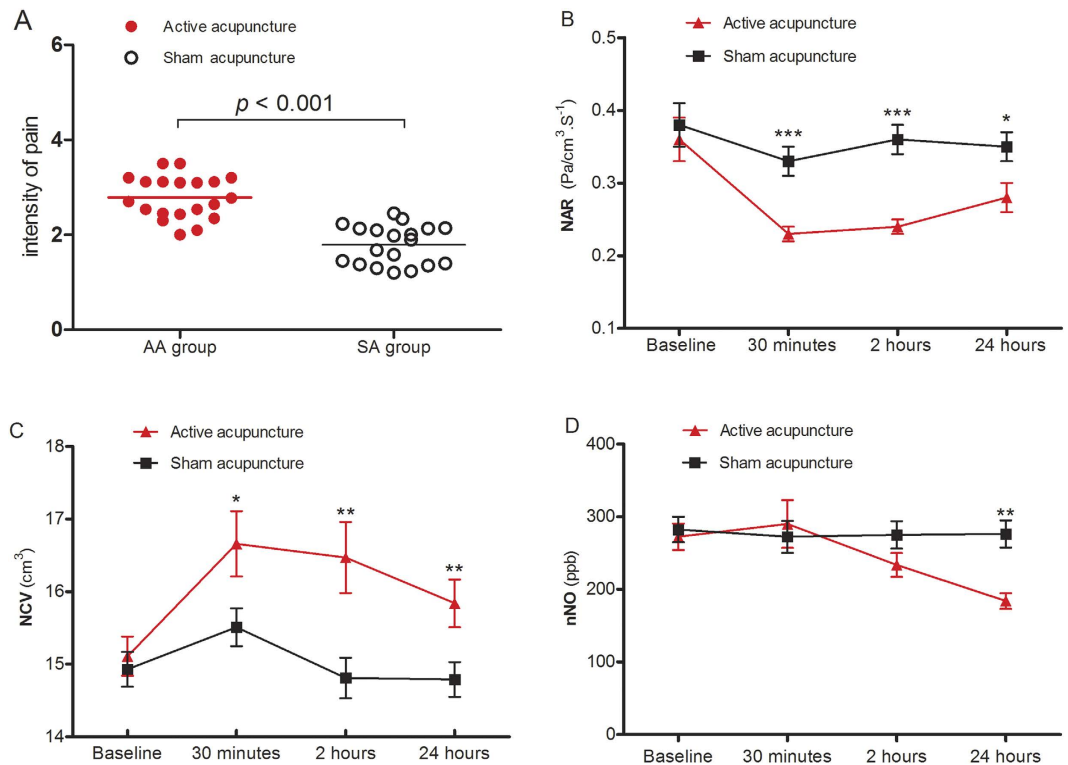 A
Active acupuncture
Sham acupuncture
6
4
2
0
intensity of pain
p < 0.001
AA group
SA group
B
Active acupuncture
Sham acupuncture
0.5
0.4
0.3
0.2
0.1
NAR (Pa/cm³.S⁻¹)
***
***
*
Baseline
30 minutes
2 hours
24 hours
C
Active acupuncture
Sham acupuncture
18
17
16
15
14
NCV (cm³)
*
**
**
Baseline
30 minutes
2 hours
24 hours
D
Active acupuncture
Sham acupuncture
400
300
200
100
0
nNO (ppb)
**
Baseline
30 minutes
2 hours
24 hours